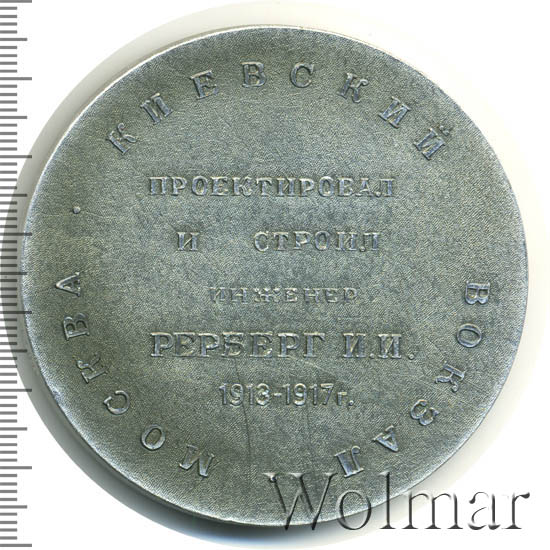 МОСКВА · КИЕВСКИЙ ВОКЗАЛ
ПРОЕКТИРОВАЛ
И СТРОИЛ
ИНЖЕНЕР
РЕРБЕРГ И.И.
1913-1917г.
Wolmar